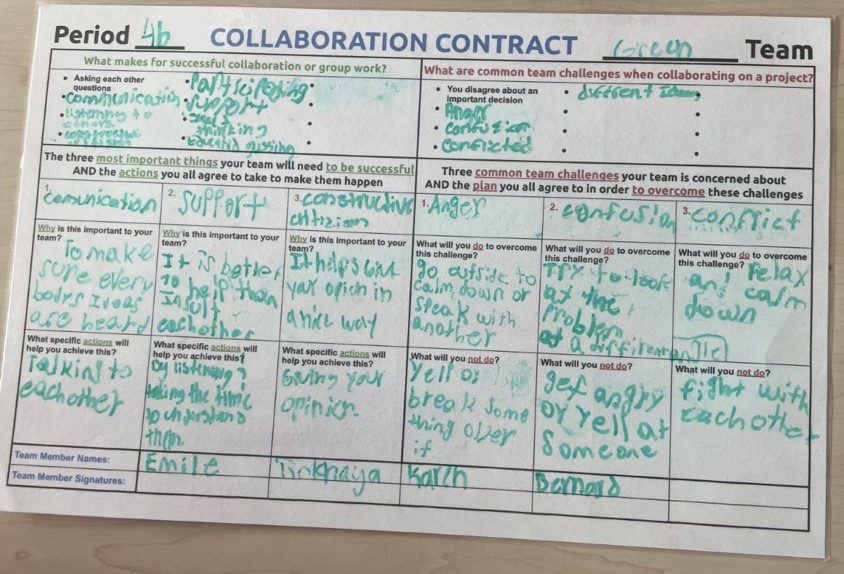 Period 4b COLLABORATION CONTRACT Green Team
What makes for successful collaboration or group work?
• Asking each other questions
• communication
• listening to others
• constructive
• participating
• support
• thinking
What are common team challenges when collaborating on a project?
• You disagree about an important decision
• Anger
• confusion
• conflicted
• different Ideas
The three most important things your team will need to be successful
AND the actions you all agree to take to make them happen
Three common team challenges your team is concerned about
AND the plan you all agree to in order to overcome these challenges
1. comunication
2. support
3. constructive
critizism
1. Anger
2. confusion
3. conflict
Why is this important to your team?
To make
sure every
bodys Ideas
are heard
Why is this important to your team?
It is better
to help than
Insolt
eachother
Why is this important to your team?
It helps give
your opinion in
a nice way
What will you do to overcome this challenge?
go outside to
calm down or
speak with
another
What will you do to overcome this challenge?
Try to look
at the
problem
at a different angle
What will you do to overcome this challenge?
Relax
and calm
down
What specific actions will help you achieve this?
Talking to
eachother
What specific actions will help you achieve this?
By listening
taking the time
to understand
them
What specific actions will help you achieve this?
Giving your
opinion
What will you not do?
Yell or
break some
thing over
it
What will you not do?
get angry
or yell at
someone
What will you not do?
fight with
eachother
Team Member Names: Emile Karen Bernard
Team Member Signatures: